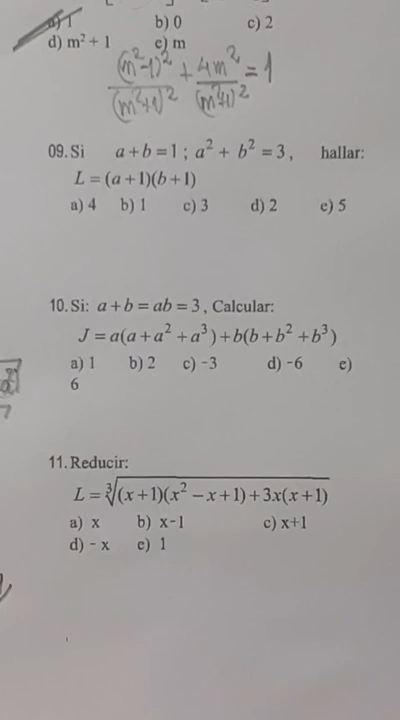 a) 1 b) 0 c) 2
d) m² + 1 e) m
(m²-1)²/(m²+1)² + 4m²/(m²+1)² = 1
09. Si a + b = 1 ; a² + b² = 3 , hallar:
L = (a + 1)(b + 1)
a) 4 b) 1 c) 3 d) 2 e) 5
10. Si: a + b = ab = 3 , Calcular:
J = a(a + a² + a³) + b(b + b² + b³)
a) 1 b) 2 c) -3 d) -6 e)
6
11. Reducir:
L = ∛((x + 1)(x² - x + 1) + 3x(x + 1))
a) x b) x-1 c) x+1
d) - x e) 1